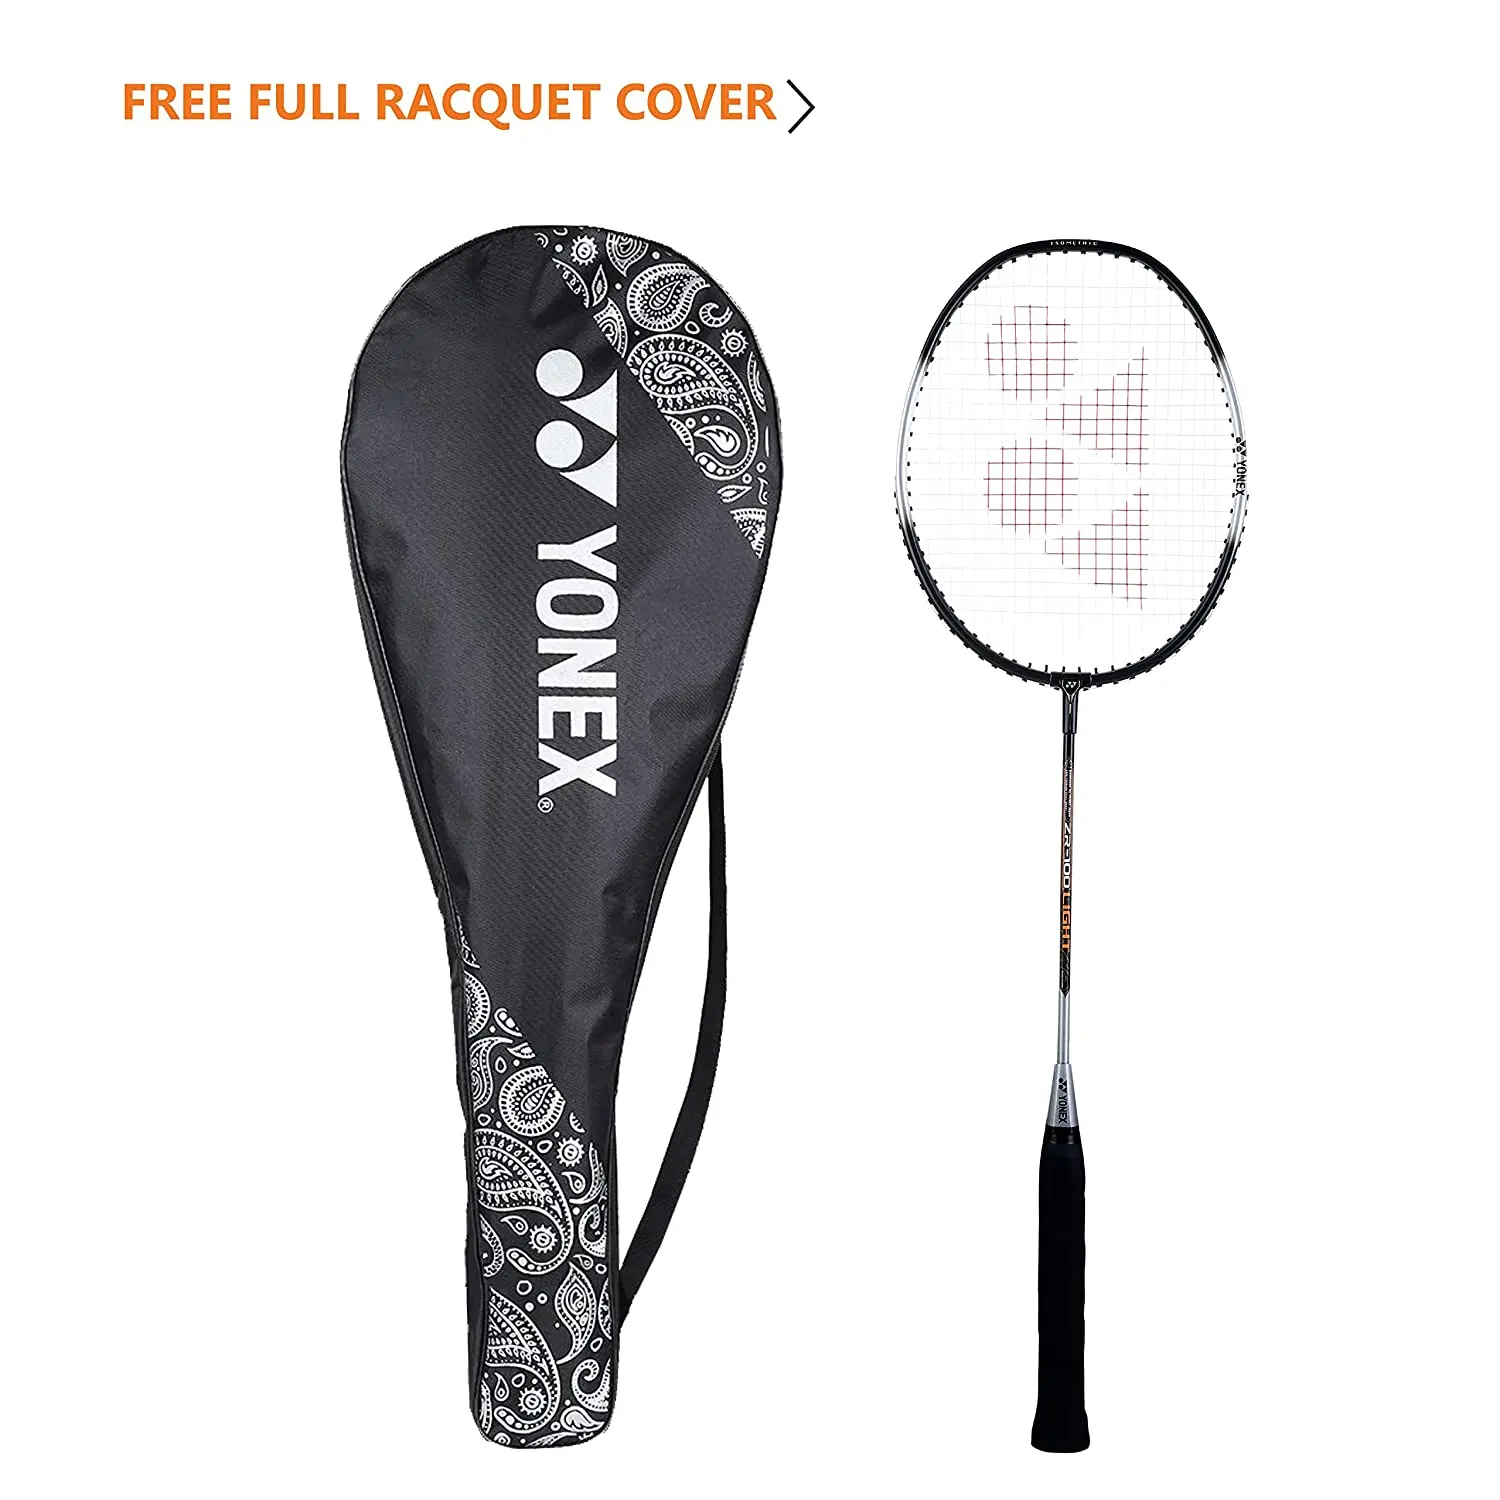 FREE FULL RACQUET COVER
YONEX®
ISOMETRIC
YONEX
ZR-100 LIGHT
YONEX